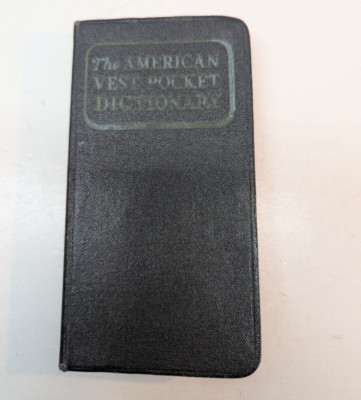 The AMERICAN
VEST POCKET
DICTIONARY